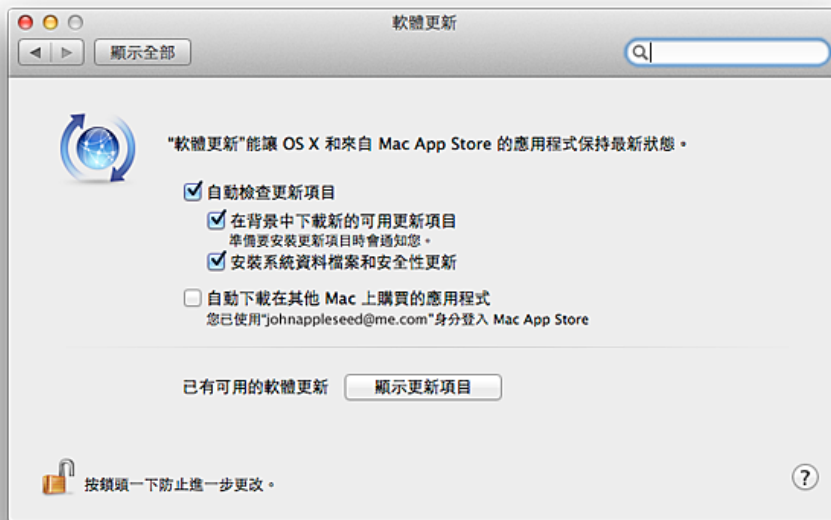 軟體更新
顯示全部
“軟體更新”能讓 OS X 和來自 Mac App Store 的應用程式保持最新狀態。
自動檢查更新項目
在背景中下載新的可用更新項目
準備要安裝更新項目時會通知您。
安裝系統資料檔案和安全性更新
自動下載在其他 Mac 上購買的應用程式
您已使用“johnappleseed@me.com”身分登入 Mac App Store
已有可用的軟體更新 顯示更新項目
按鎖頭一下防止進一步更改。
?